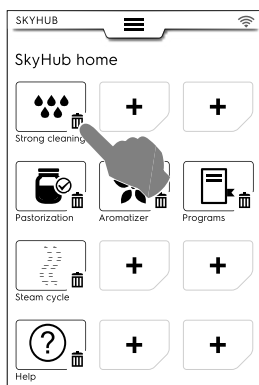 SKYHUB
SkyHub home
Strong cleaning
Pastorization Aromatizer Programs
Steam cycle
Help